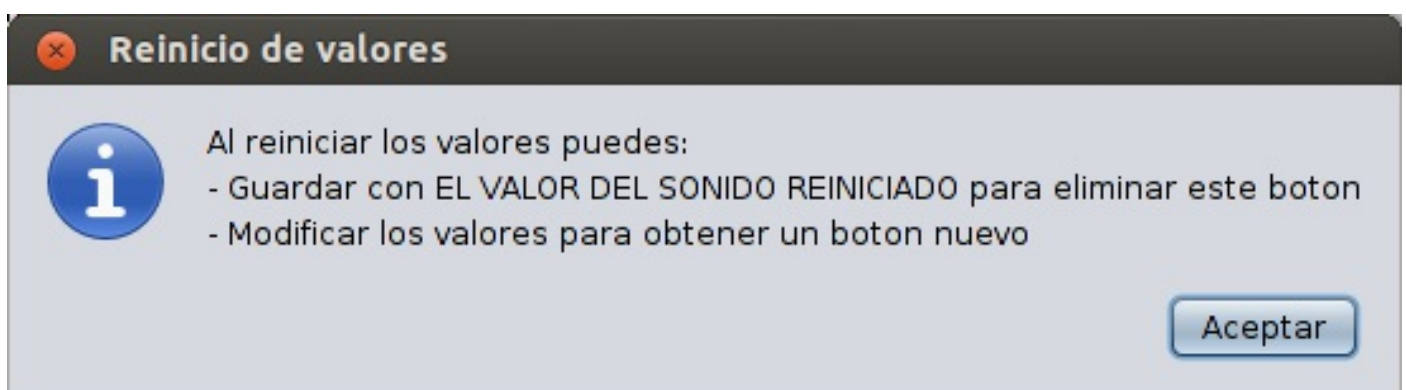 Reinicio de valores
Al reiniciar los valores puedes:
- Guardar con EL VALOR DEL SONIDO REINICIADO para eliminar este boton
- Modificar los valores para obtener un boton nuevo
Aceptar